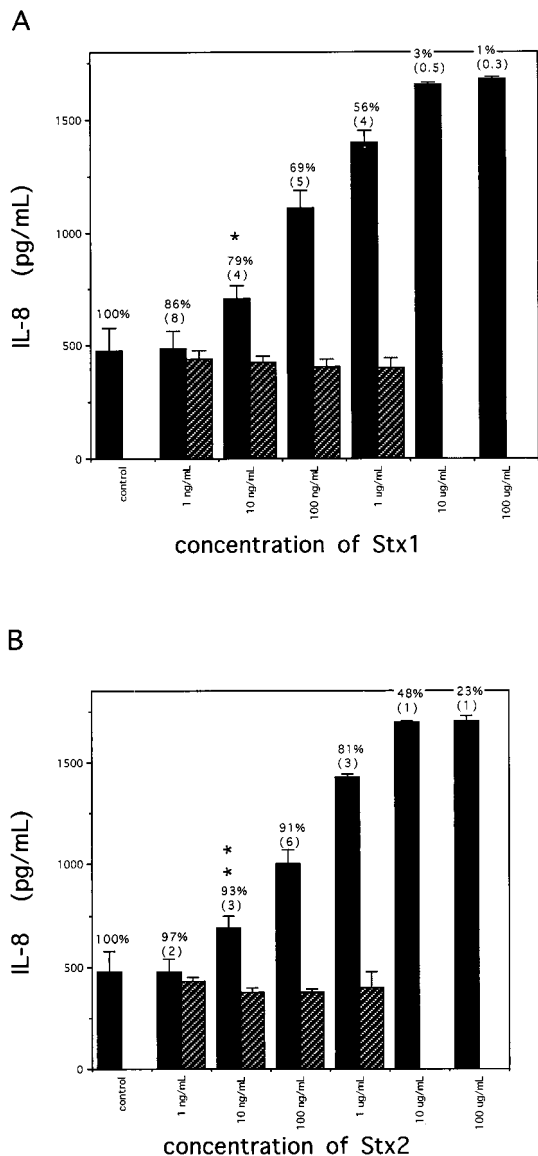 A
3%
(0.5)
1%
(0.3)
1500
56%
(4)
69%
(5)
IL-8 (pg/mL)
1000
*
79%
(4)
100%
86%
(8)
500
0
control
1 ng/mL
10 ng/mL
100 ng/mL
1 ug/mL
10 ug/mL
100 ug/mL
concentration of Stx1
B
48%
(1)
23%
(1)
1500
81%
(3)
91%
(6)
IL-8 (pg/mL)
1000
*
*
93%
(3)
100%
97%
(2)
500
0
control
1 ng/mL
10 ng/mL
100 ng/mL
1 ug/mL
10 ug/mL
100 ug/mL
concentration of Stx2